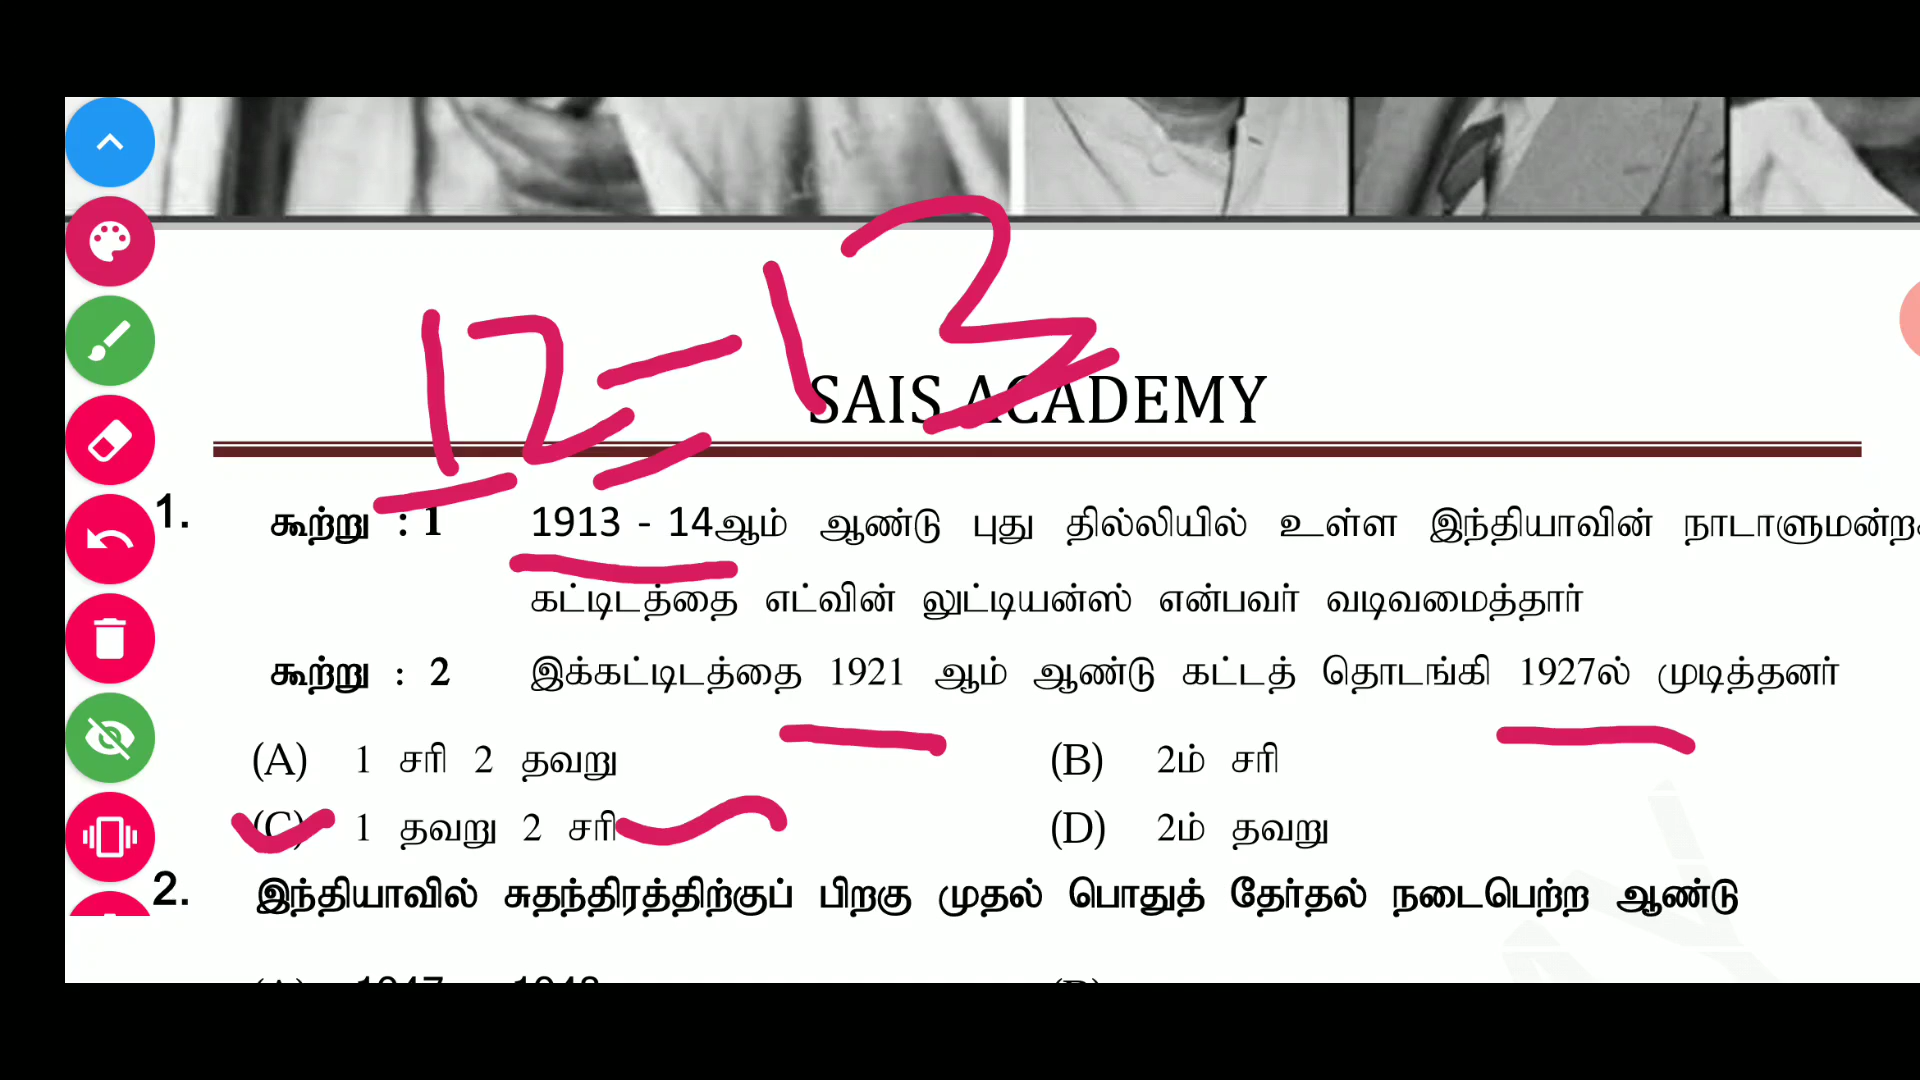 12 = 13
SAIS ACADEMY
1. கூற்று : 1 1913 - 14ஆம் ஆண்டு புது தில்லியில் உள்ள இந்தியாவின்
கட்டிடத்தை எட்வின் லுட்டியன்ஸ் என்பவர் வடிவமைத்தார்
கூற்று : 2 இக்கட்டிடத்தை 1921 ஆம் ஆண்டு கட்டத் தொடங்கி 1927ல் முடித்தனர்
(A) 1 சரி 2 தவறு (B) 2ம் சரி
(C) 1 தவறு 2 சரி (D) 2ம் தவறு
2. இந்தியாவில் சுதந்திரத்திற்குப் பிறகு முதல் பொதுத் தேர்தல் நடைபெற்ற ஆண்டு